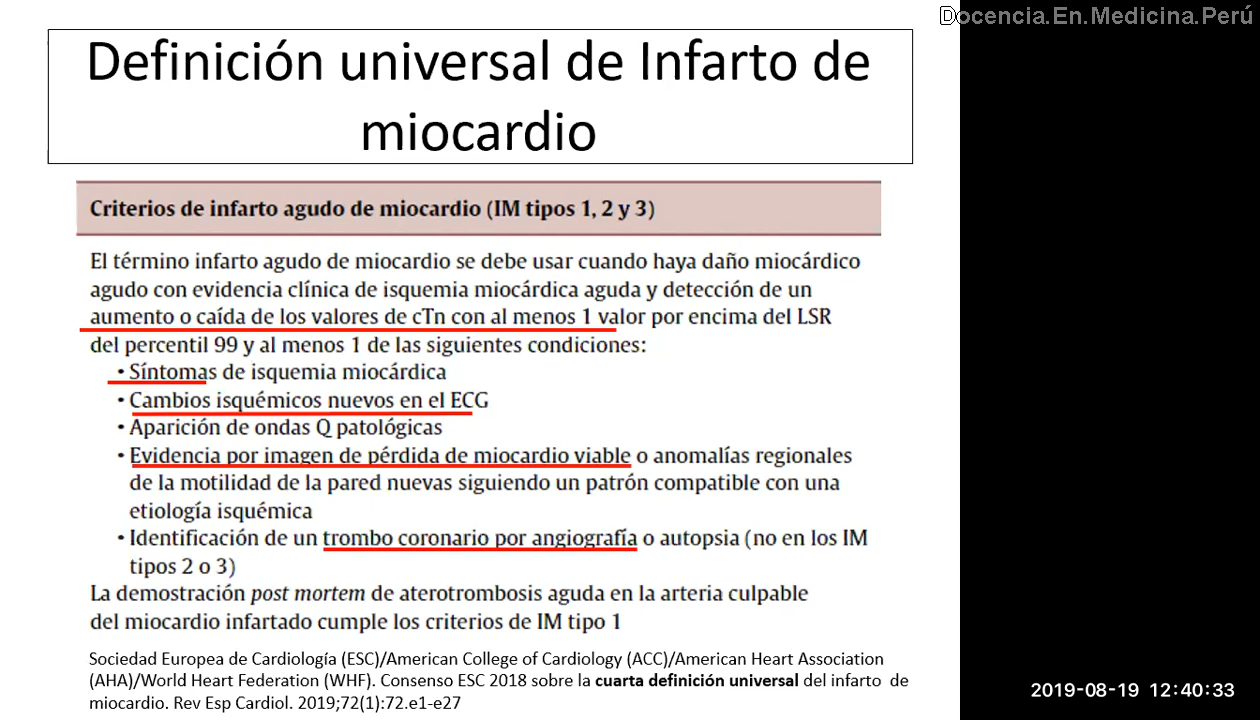 Docencia.En.Medicina.Perú
Definición universal de Infarto de
miocardio
Criterios de infarto agudo de miocardio (IM tipos 1, 2 y 3)
El término infarto agudo de miocardio se debe usar cuando haya daño miocárdico
agudo con evidencia clínica de isquemia miocárdica aguda y detección de un
aumento o caída de los valores de cTn con al menos 1 valor por encima del LSR
del percentil 99 y al menos 1 de las siguientes condiciones:
• Síntomas de isquemia miocárdica
• Cambios isquémicos nuevos en el ECG
• Aparición de ondas Q patológicas
• Evidencia por imagen de pérdida de miocardio viable o anomalías regionales
de la motilidad de la pared nuevas siguiendo un patrón compatible con una
etiología isquémica
• Identificación de un trombo coronario por angiografía o autopsia (no en los IM
tipos 2 o 3)
La demostración post mortem de aterotrombosis aguda en la arteria culpable
del miocardio infartado cumple los criterios de IM tipo 1
Sociedad Europea de Cardiología (ESC)/American College of Cardiology (ACC)/American Heart Association
(AHA)/World Heart Federation (WHF). Consenso ESC 2018 sobre la cuarta definición universal del infarto de
miocardio. Rev Esp Cardiol. 2019;72(1):72.e1-e27
2019-08-19 12:40:33